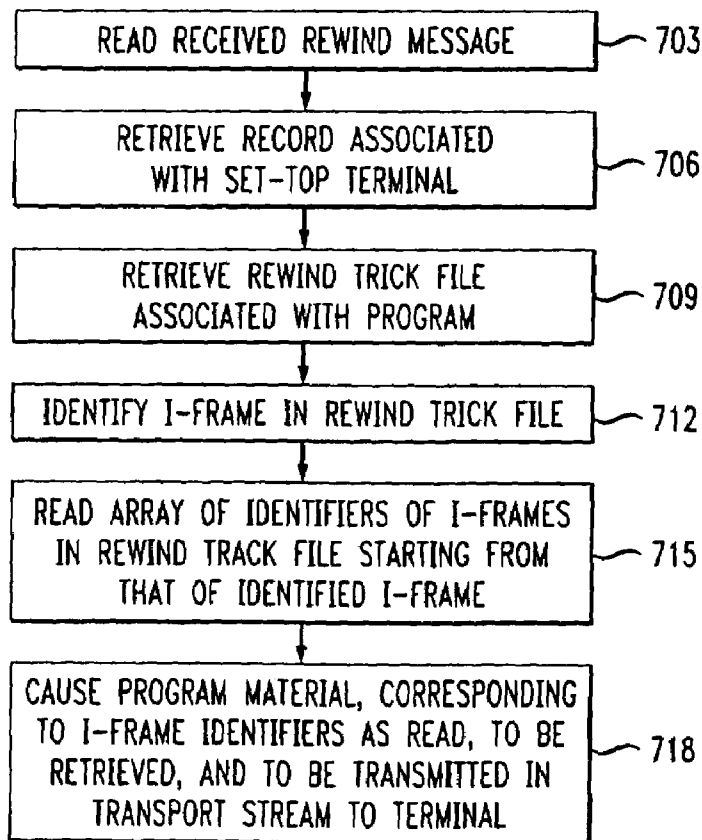 READ RECEIVED REWIND MESSAGE
703
RETRIEVE RECORD ASSOCIATED
WITH SET-TOP TERMINAL
706
RETRIEVE REWIND TRICK FILE
ASSOCIATED WITH PROGRAM
709
IDENTIFY I-FRAME IN REWIND TRICK FILE
712
READ ARRAY OF IDENTIFIERS OF I-FRAMES
IN REWIND TRACK FILE STARTING FROM
THAT OF IDENTIFIED I-FRAME
715
CAUSE PROGRAM MATERIAL, CORRESPONDING
TO I-FRAME IDENTIFIERS AS READ, TO BE
RETRIEVED, AND TO BE TRANSMITTED IN
TRANSPORT STREAM TO TERMINAL
718